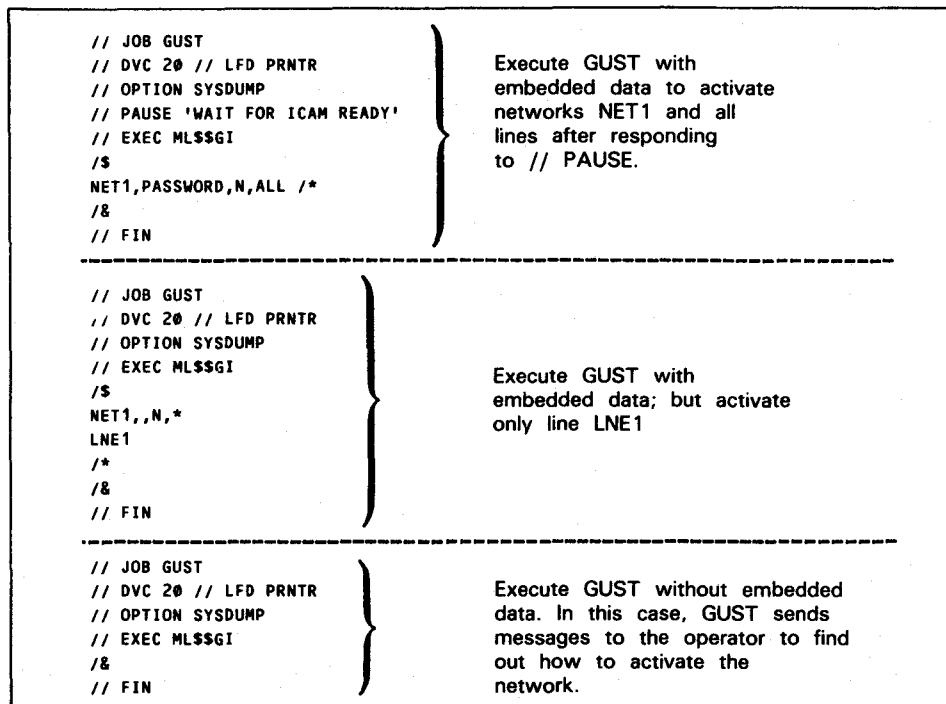 // JOB GUST
// DVC 20 // LFD PRNTR
// OPTION SYSDUMP
// PAUSE 'WAIT FOR ICAM READY'
// EXEC ML$$GI
/$
NET1,PASSWORD,N,ALL /*
/&
// FIN
Execute GUST with
embedded data to activate
networks NET1 and all
lines after responding
to // PAUSE.
// JOB GUST
// DVC 20 // LFD PRNTR
// OPTION SYSDUMP
// EXEC ML$$GI
/$
NET1,,N,*
LNE1
/*
/&
// FIN
Execute GUST with
embedded data; but activate
only line LNE1
// JOB GUST
// DVC 20 // LFD PRNTR
// OPTION SYSDUMP
// EXEC ML$$GI
/&
// FIN
Execute GUST without embedded
data. In this case, GUST sends
messages to the operator to find
out how to activate the
network.